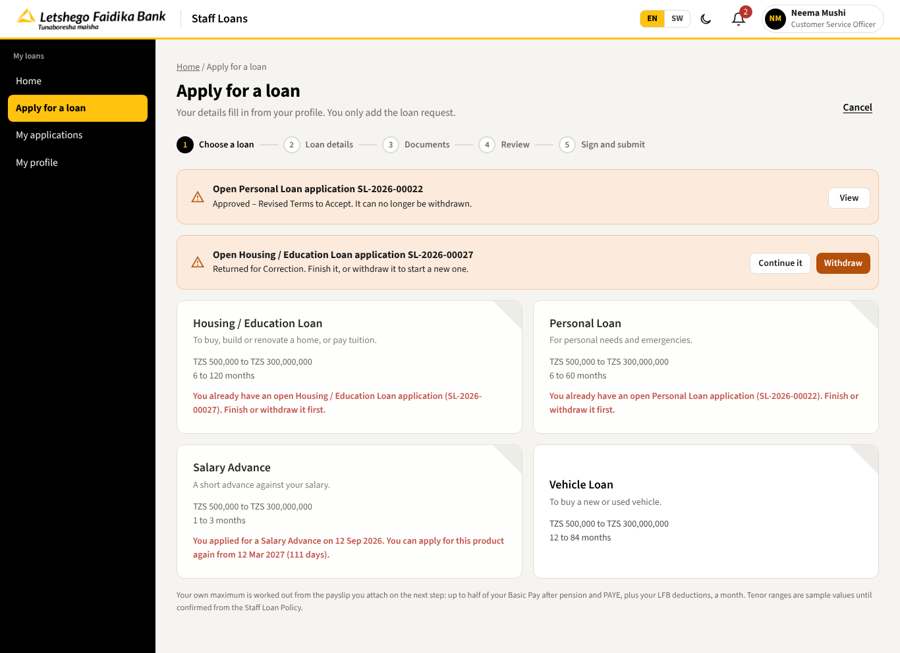 Letshego Faidika Bank
Tunaboresha maisha
Staff Loans
EN
SW
2
NM
Neema Mushi
Customer Service Officer
My loans
Home
Apply for a loan
My applications
My profile
Home / Apply for a loan
Apply for a loan
Your details fill in from your profile. You only add the loan request.
Cancel
1 Choose a loan
2 Loan details
3 Documents
4 Review
5 Sign and submit
Open Personal Loan application SL-2026-00022
Approved – Revised Terms to Accept. It can no longer be withdrawn.
View
Open Housing / Education Loan application SL-2026-00027
Returned for Correction. Finish it, or withdraw it to start a new one.
Continue it
Withdraw
Housing / Education Loan
To buy, build or renovate a home, or pay tuition.
TZS 500,000 to TZS 300,000,000
6 to 120 months
You already have an open Housing / Education Loan application (SL-2026-
00027). Finish or withdraw it first.
Personal Loan
For personal needs and emergencies.
TZS 500,000 to TZS 300,000,000
6 to 60 months
You already have an open Personal Loan application (SL-2026-00022). Finish or
withdraw it first.
Salary Advance
A short advance against your salary.
TZS 500,000 to TZS 300,000,000
1 to 3 months
You applied for a Salary Advance on 12 Sep 2026. You can apply for this product
again from 12 Mar 2027 (111 days).
Vehicle Loan
To buy a new or used vehicle.
TZS 500,000 to TZS 300,000,000
12 to 84 months
Your own maximum is worked out from the payslip you attach on the next step: up to half of your Basic Pay after pension and PAYE, plus your LFB deductions, a month. Tenor ranges are sample values until
confirmed from the Staff Loan Policy.